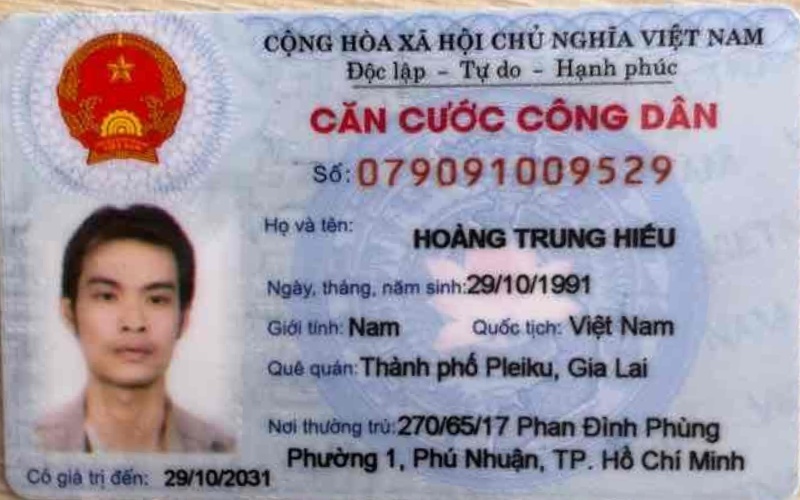 CỘNG HÒA XÃ HỘI CHỦ NGHĨA VIỆT NAM
Độc lập - Tự do - Hạnh phúc
CĂN CƯỚC CÔNG DÂN
Số: 079091009529
Họ và tên: HOÀNG TRUNG HIẾU
Ngày, tháng, năm sinh: 29/10/1991
Giới tính: Nam Quốc tịch: Việt Nam
Quê quán: Thành phố Pleiku, Gia Lai
Nơi thường trú: 270/65/17 Phan Đình Phùng
Phường 1, Phú Nhuận, TP. Hồ Chí Minh
Có giá trị đến: 29/10/2031